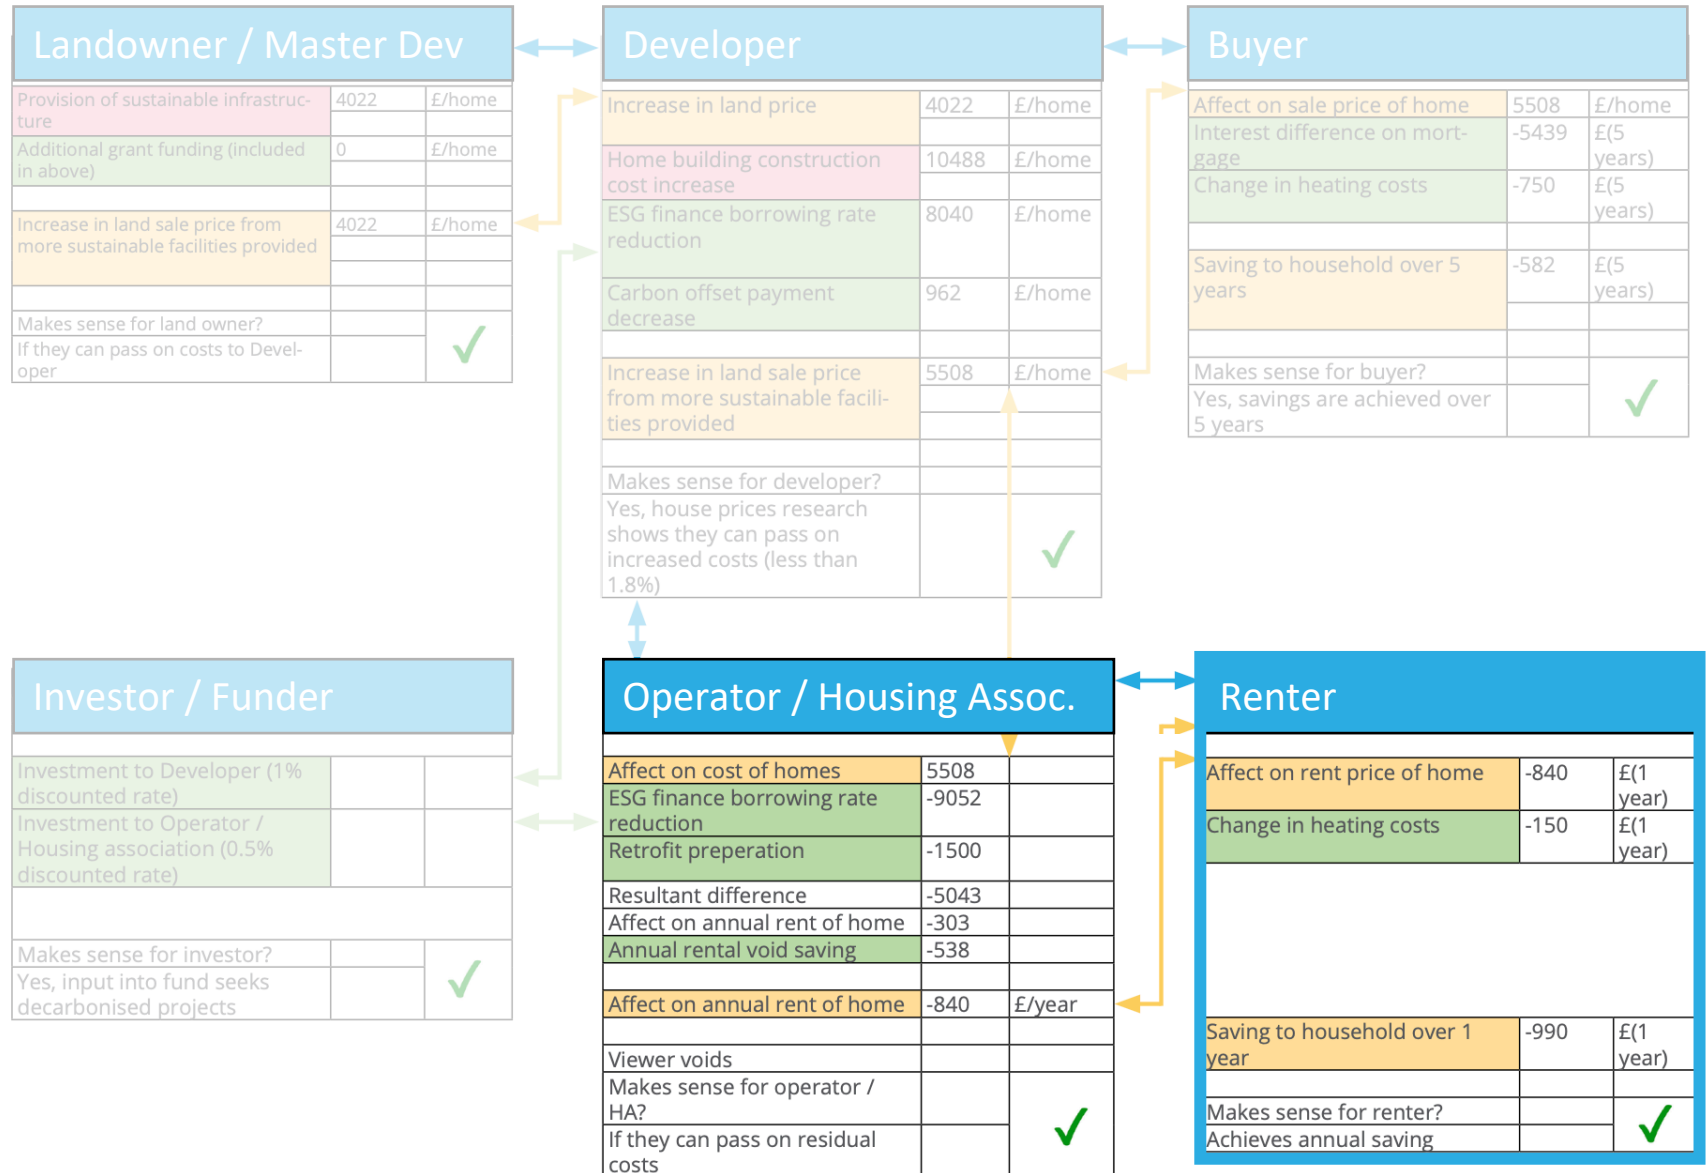 Landowner / Master Dev
Provision of sustainable infrastruc-
ture
4022
£/home
Additional grant funding (included
in above)
0
£/home
Increase in land sale price from
more sustainable facilities provided
4022
£/home
Makes sense for land owner?
If they can pass on costs to Devel-
oper
✓
Developer
Increase in land price
4022
£/home
Home building construction
cost increase
10488
£/home
ESG finance borrowing rate
reduction
8040
£/home
Carbon offset payment
decrease
962
£/home
Increase in land sale price
from more sustainable facili-
ties provided
5508
£/home
Makes sense for developer?
Yes, house prices research
shows they can pass on
increased costs (less than
1.8%)
✓
Buyer
Affect on sale price of home
5508
£/home
Interest difference on mort-
gage
-5439
£(5
years)
Change in heating costs
-750
£(5
years)
Saving to household over 5
years
-582
£(5
years)
Makes sense for buyer?
Yes, savings are achieved over
5 years
✓
Investor / Funder
Investment to Developer (1%
discounted rate)
Investment to Operator /
Housing association (0.5%
discounted rate)
Makes sense for investor?
Yes, input into fund seeks
decarbonised projects
✓
Operator / Housing Assoc.
Affect on cost of homes
5508
ESG finance borrowing rate
reduction
-9052
Retrofit preperation
-1500
Resultant difference
-5043
Affect on annual rent of home
-303
Annual rental void saving
-538
Affect on annual rent of home
-840
£/year
Viewer voids
Makes sense for operator /
HA?
If they can pass on residual
costs
✓
Renter
Affect on rent price of home
-840
£(1
year)
Change in heating costs
-150
£(1
year)
Saving to household over 1
year
-990
£(1
year)
Makes sense for renter?
Achieves annual saving
✓